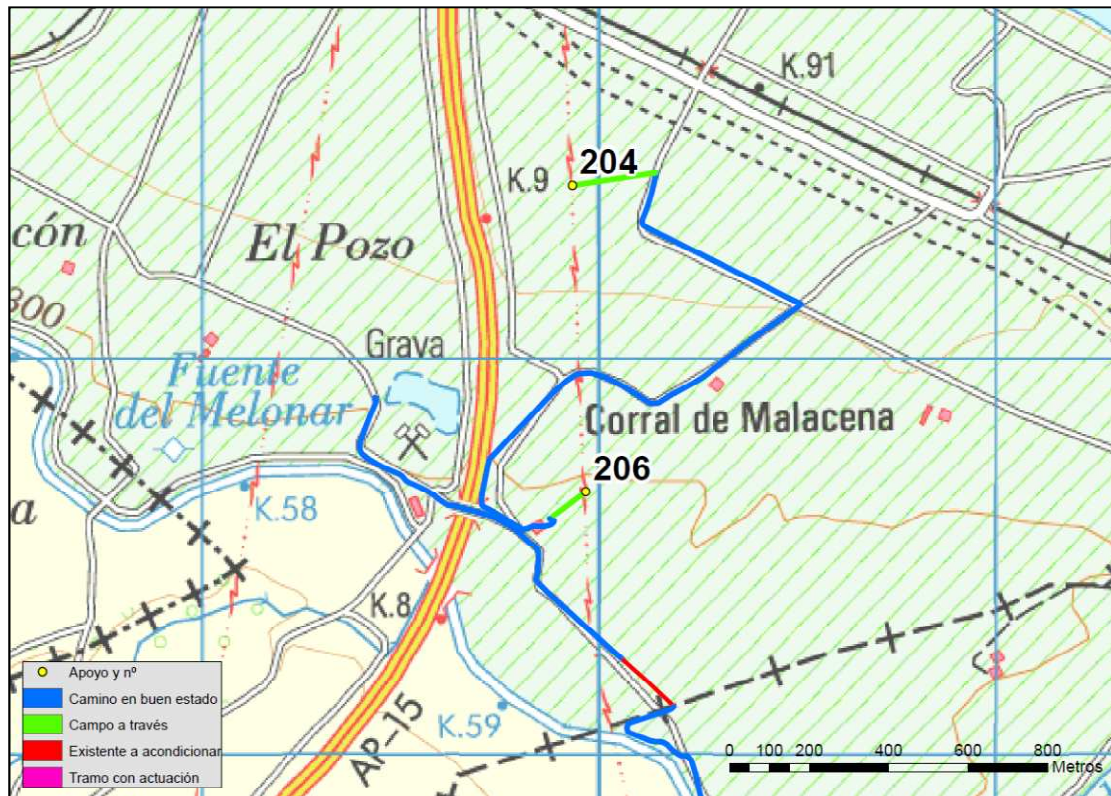 K.91
204
K.9
cón
El Pozo
300
Grava
Fuente
del Melonar
Corral de Malacena
206
a
K.58
K.8
K.59
AP-15
Apoyo y nº
Camino en buen estado
Campo a través
Existente a acondicionar
Tramo con actuación
0 100 200 400 600 800
Metros